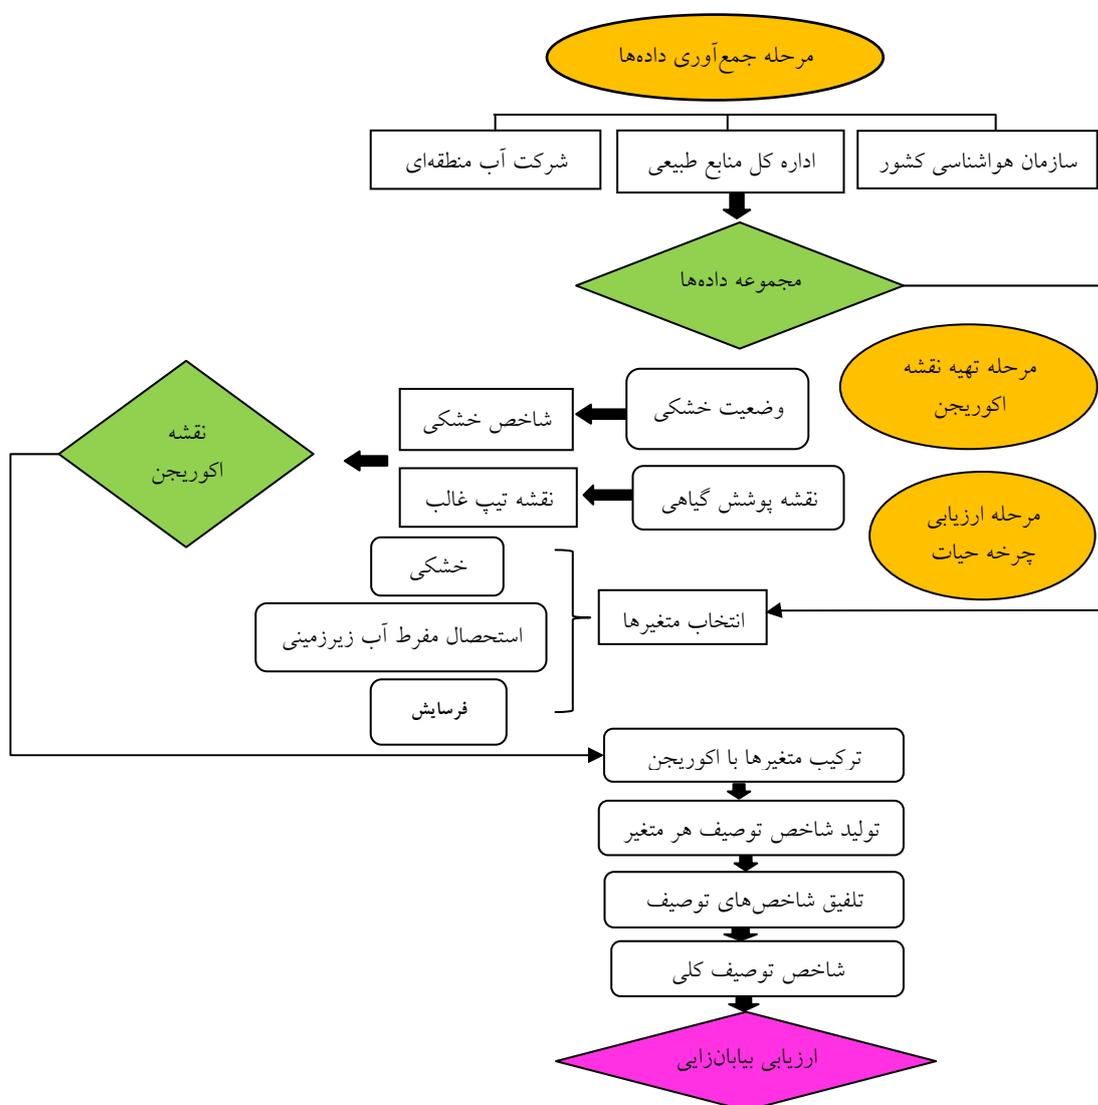 مرحله جمع‌آوری داده‌ها
سازمان هواشناسی کشور
اداره کل منابع طبیعی
شرکت آب منطقه‌ای
مجموعه داده‌ها
مرحله تهیه نقشه
اکوریجن
وضعیت خشکی
شاخص خشکی
نقشه
اکوریجن
نقشه پوشش گیاهی
نقشه تیپ غالب
مرحله ارزیابی
چرخه حیات
انتخاب متغیرها
خشکی
استحصال مفرط آب زیرزمینی
فرسایش
ترکیب متغیرها با اکوریجن
تولید شاخص توصیف هر متغیر
تلفیق شاخص‌های توصیف
شاخص توصیف کلی
ارزیابی بیابان‌زایی